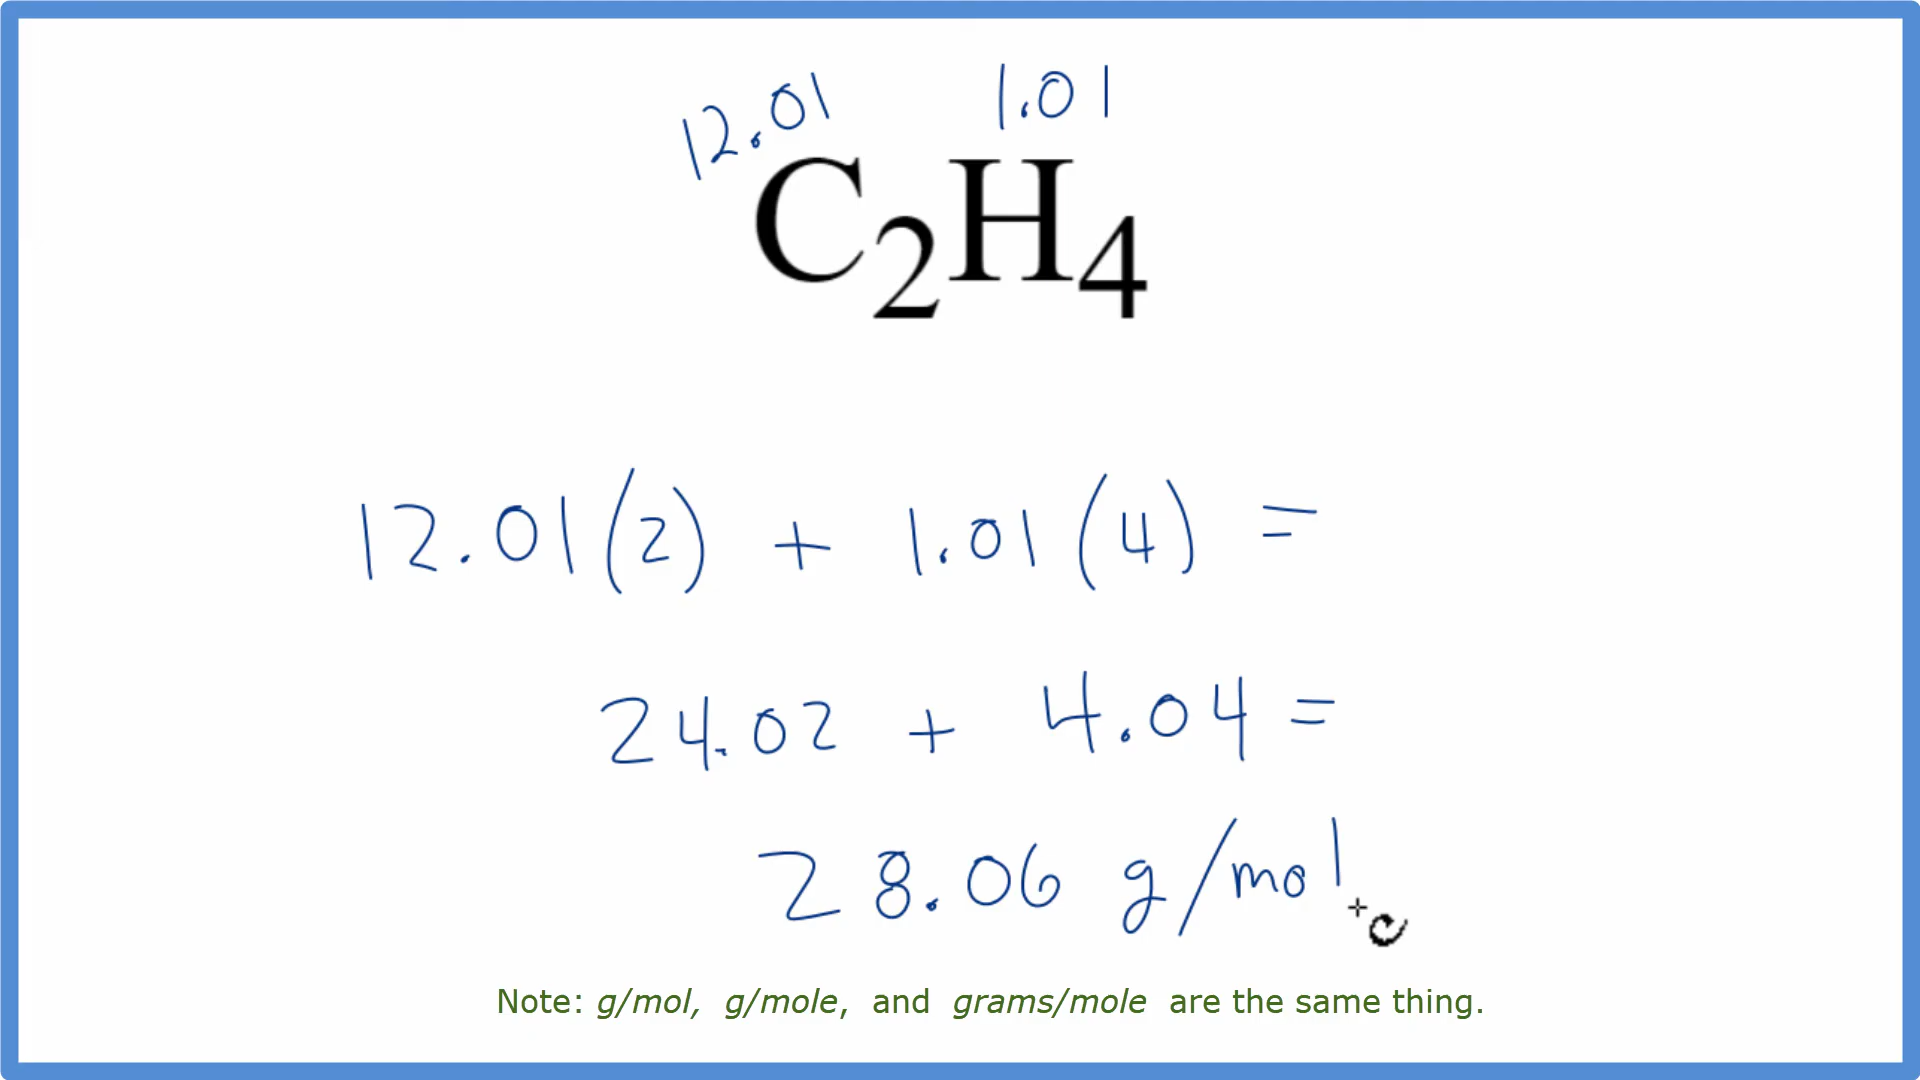 12.01 1.01
C₂H₄
12.01(2) + 1.01(4) =
24.02 + 4.04 =
28.06 g/mol
Note: g/mol, g/mole, and grams/mole are the same thing.